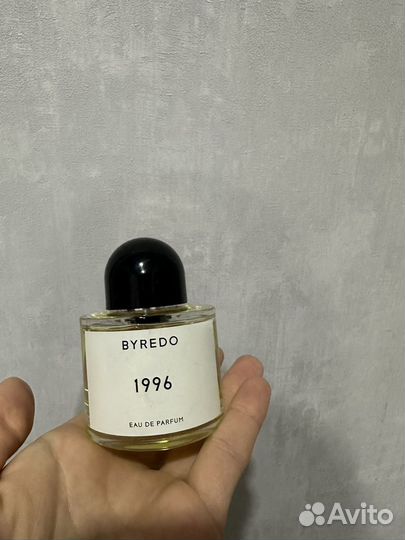 BYREDO
1996
EAU DE PARFUM
Avito